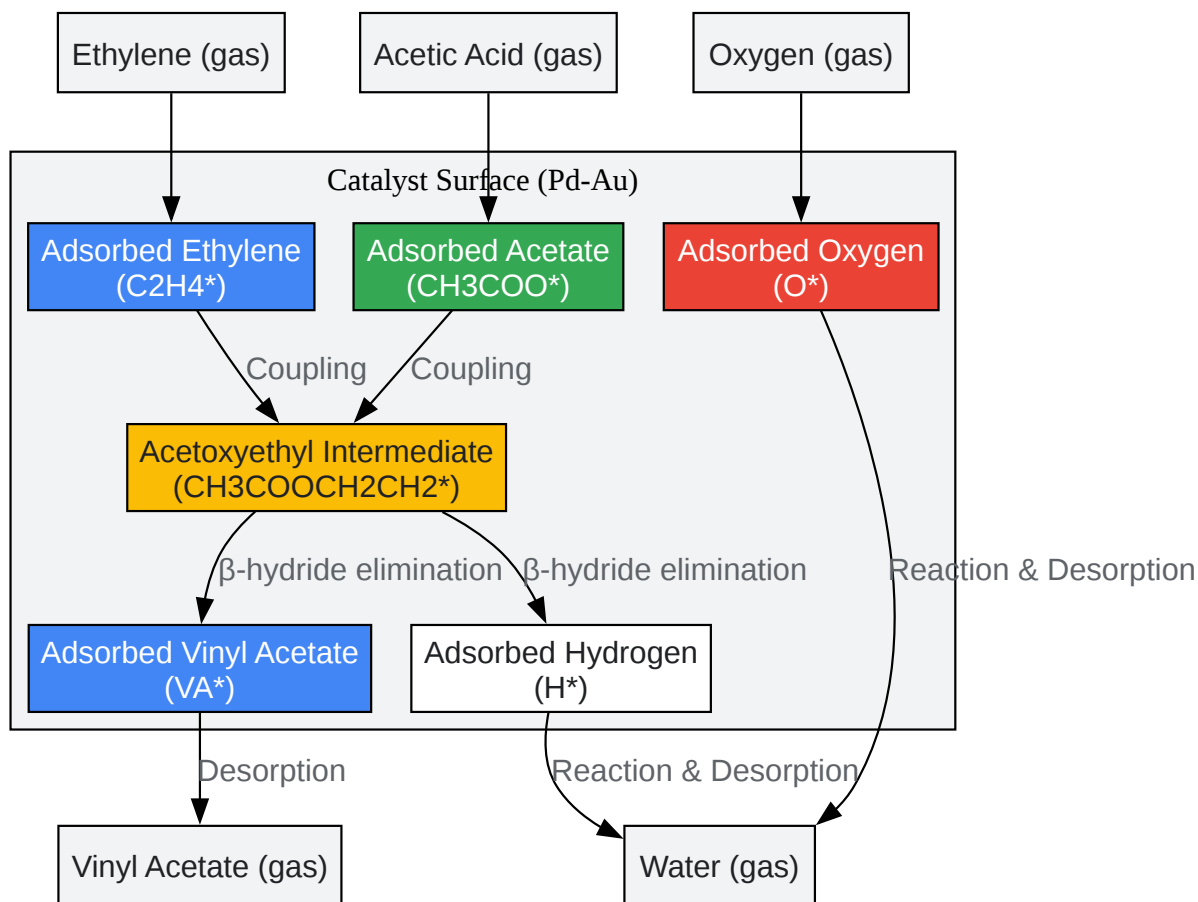 Ethylene (gas)
Acetic Acid (gas)
Oxygen (gas)
Catalyst Surface (Pd-Au)
Adsorbed Ethylene
(C2H4*)
Adsorbed Acetate
(CH3COO*)
Adsorbed Oxygen
(O*)
Coupling
Coupling
Acetoxyethyl Intermediate
(CH3COOCH2CH2*)
β-hydride elimination
β-hydride elimination
Reaction & Desorption
Adsorbed Vinyl Acetate
(VA*)
Adsorbed Hydrogen
(H*)
Desorption
Reaction & Desorption
Vinyl Acetate (gas)
Water (gas)